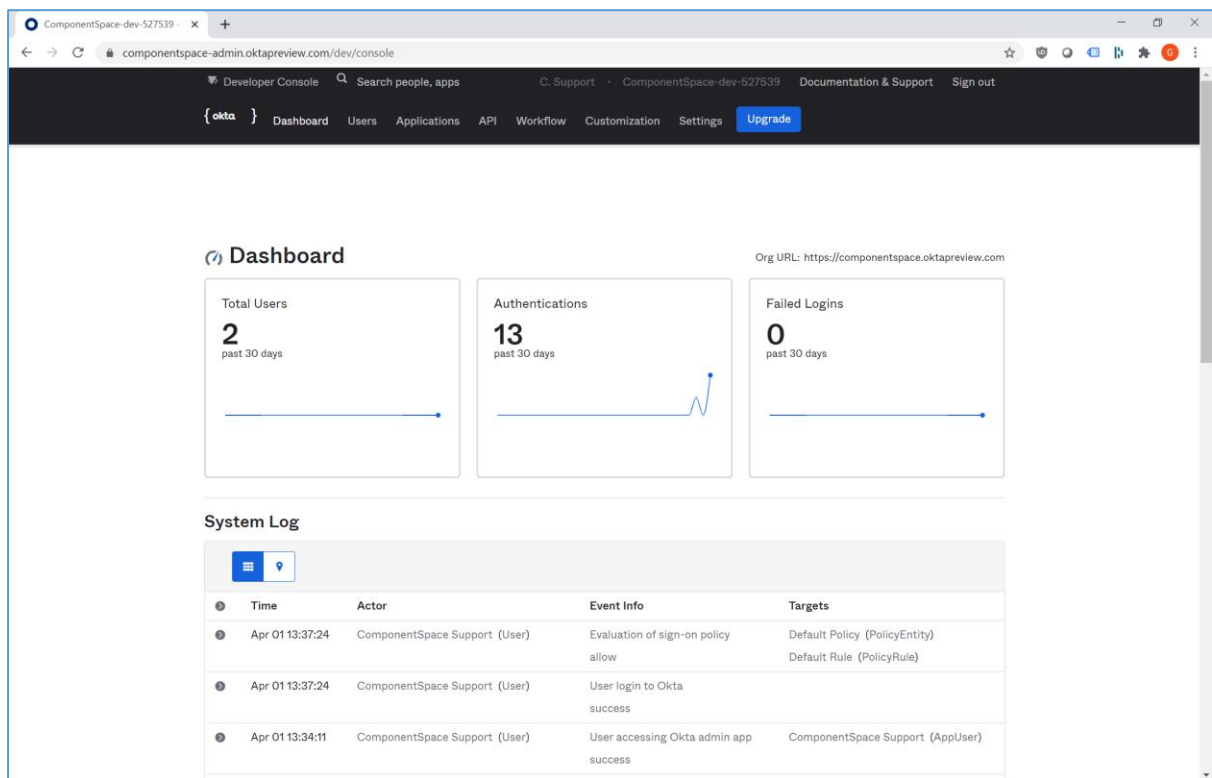 ComponentSpace-dev-527539 -
componentspace-admin.oktapreview.com/dev/console
G
Developer Console Search people, apps C. Support · ComponentSpace-dev-527539 Documentation & Support Sign out
{ okta } Dashboard Users Applications API Workflow Customization Settings Upgrade
Dashboard
Org URL: https://componentspace.oktapreview.com
Total Users Authentications Failed Logins
2 13 0
past 30 days past 30 days past 30 days
System Log
Time Actor Event Info Targets
Apr 01 13:37:24 ComponentSpace Support (User) Evaluation of sign-on policy Default Policy (PolicyEntity)
allow Default Rule (PolicyRule)
Apr 01 13:37:24 ComponentSpace Support (User) User login to Okta
success
Apr 01 13:34:11 ComponentSpace Support (User) User accessing Okta admin app ComponentSpace Support (AppUser)
success